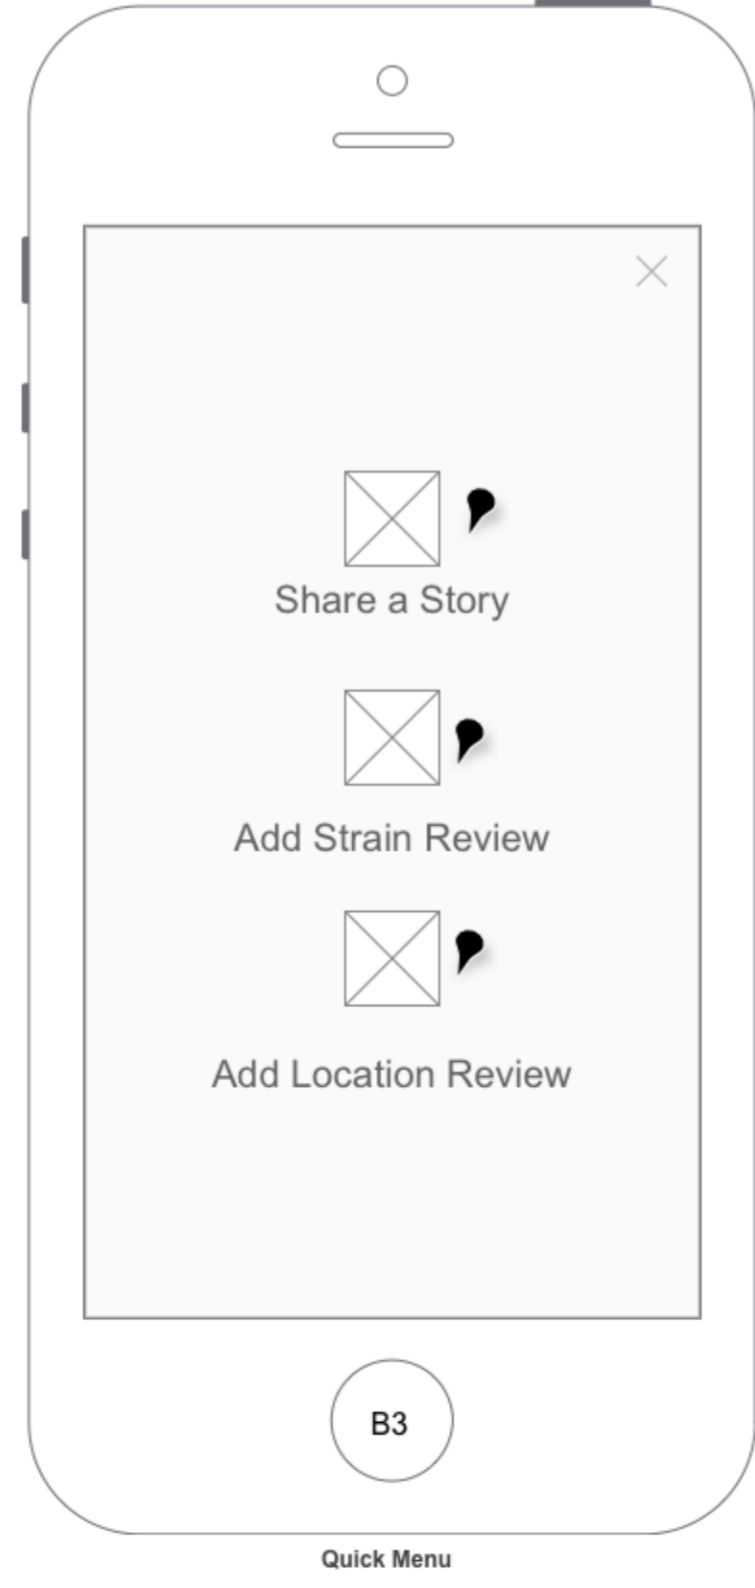 Share a Story
Add Strain Review
Add Location Review
B3
Quick Menu